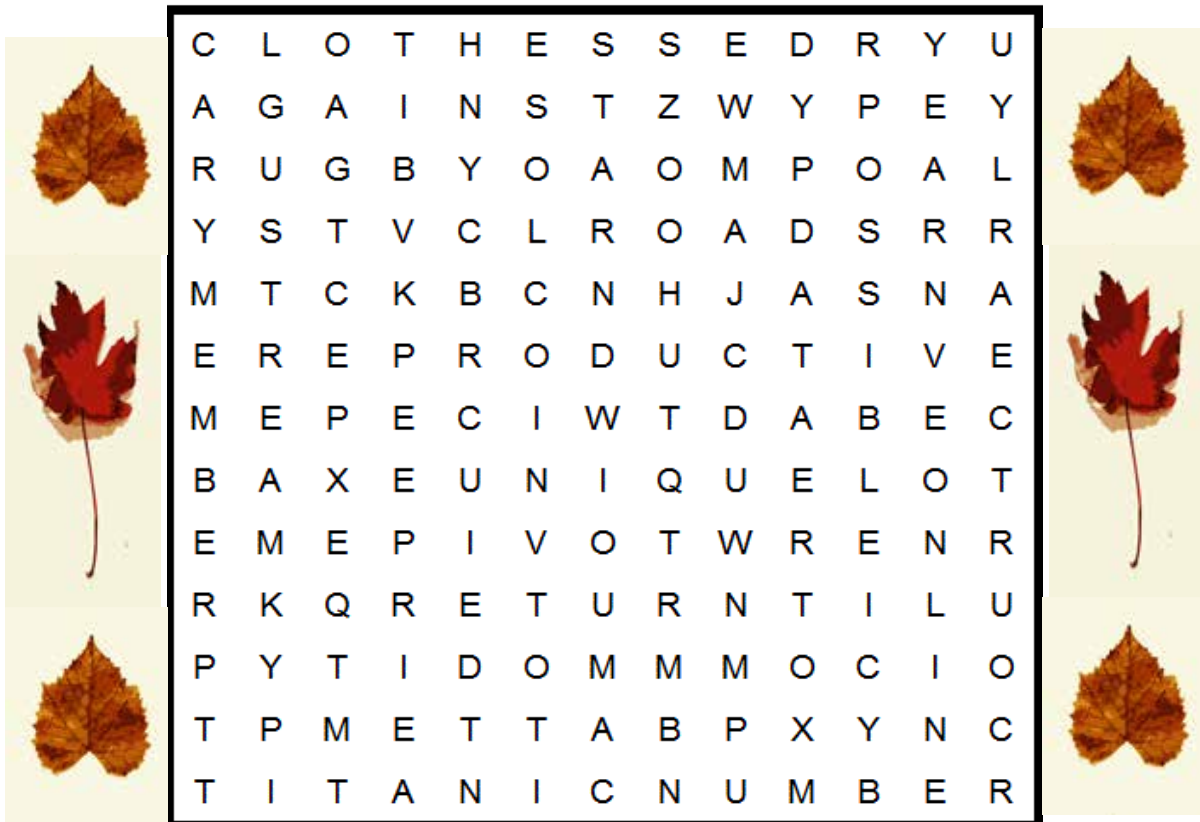 C L O T H E S S E D R Y U
A G A I N S T Z W Y P E Y
R U G B Y O A O M P O A L
Y S T V C L R O A D S R R
M T C K B C N H J A S N A
E R E P R O D U C T I V E
M E P E C I W T D A B E C
B A X E U N I Q U E L O T
E M E P I V O T W R E N R
R K Q R E T U R N T I L U
P Y T I D O M M M O C I O
T P M E T T A B P X Y N C
T I T A N I C N U M B E R